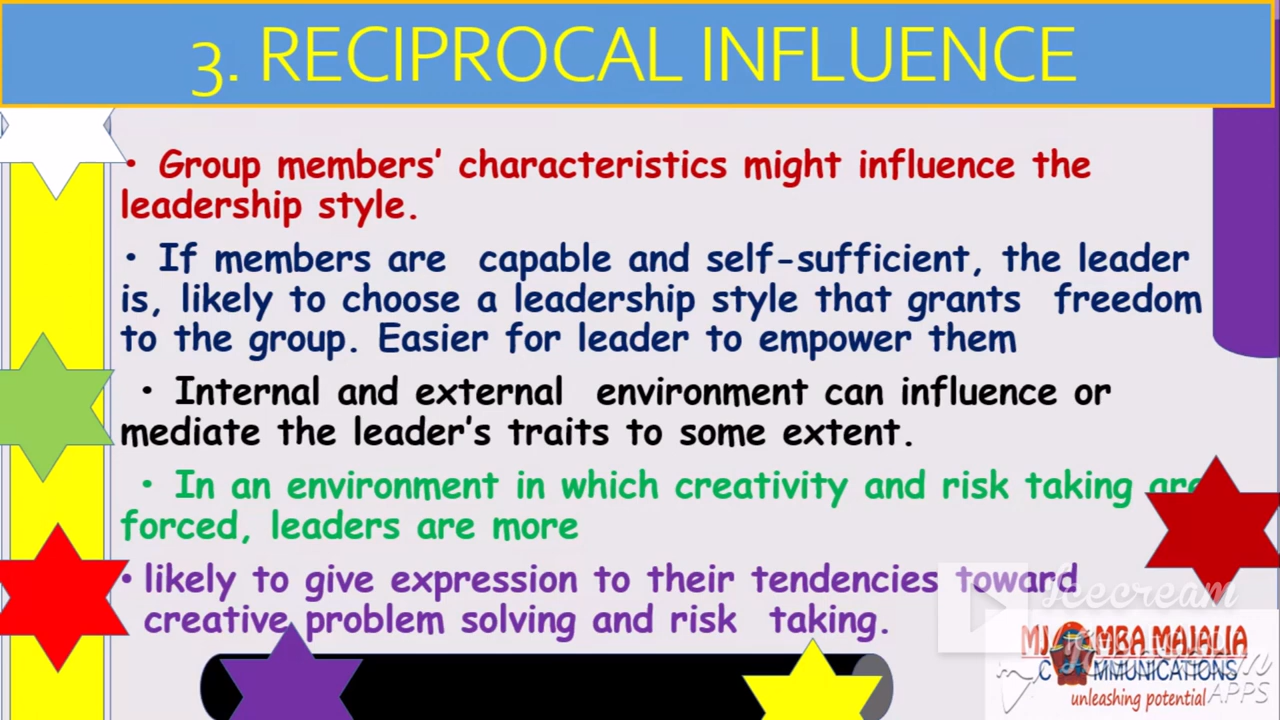 3. RECIPROCAL INFLUENCE
• Group members’ characteristics might influence the
leadership style.
• If members are capable and self-sufficient, the leader
is, likely to choose a leadership style that grants freedom
to the group. Easier for leader to empower them
• Internal and external environment can influence or
mediate the leader’s traits to some extent.
• In an environment in which creativity and risk taking are
forced, leaders are more
• likely to give expression to their tendencies toward
creative problem solving and risk taking.
Icecream
MJOMBA MAJALIA
COMMUNICATIONS
unleashing potential
APPS